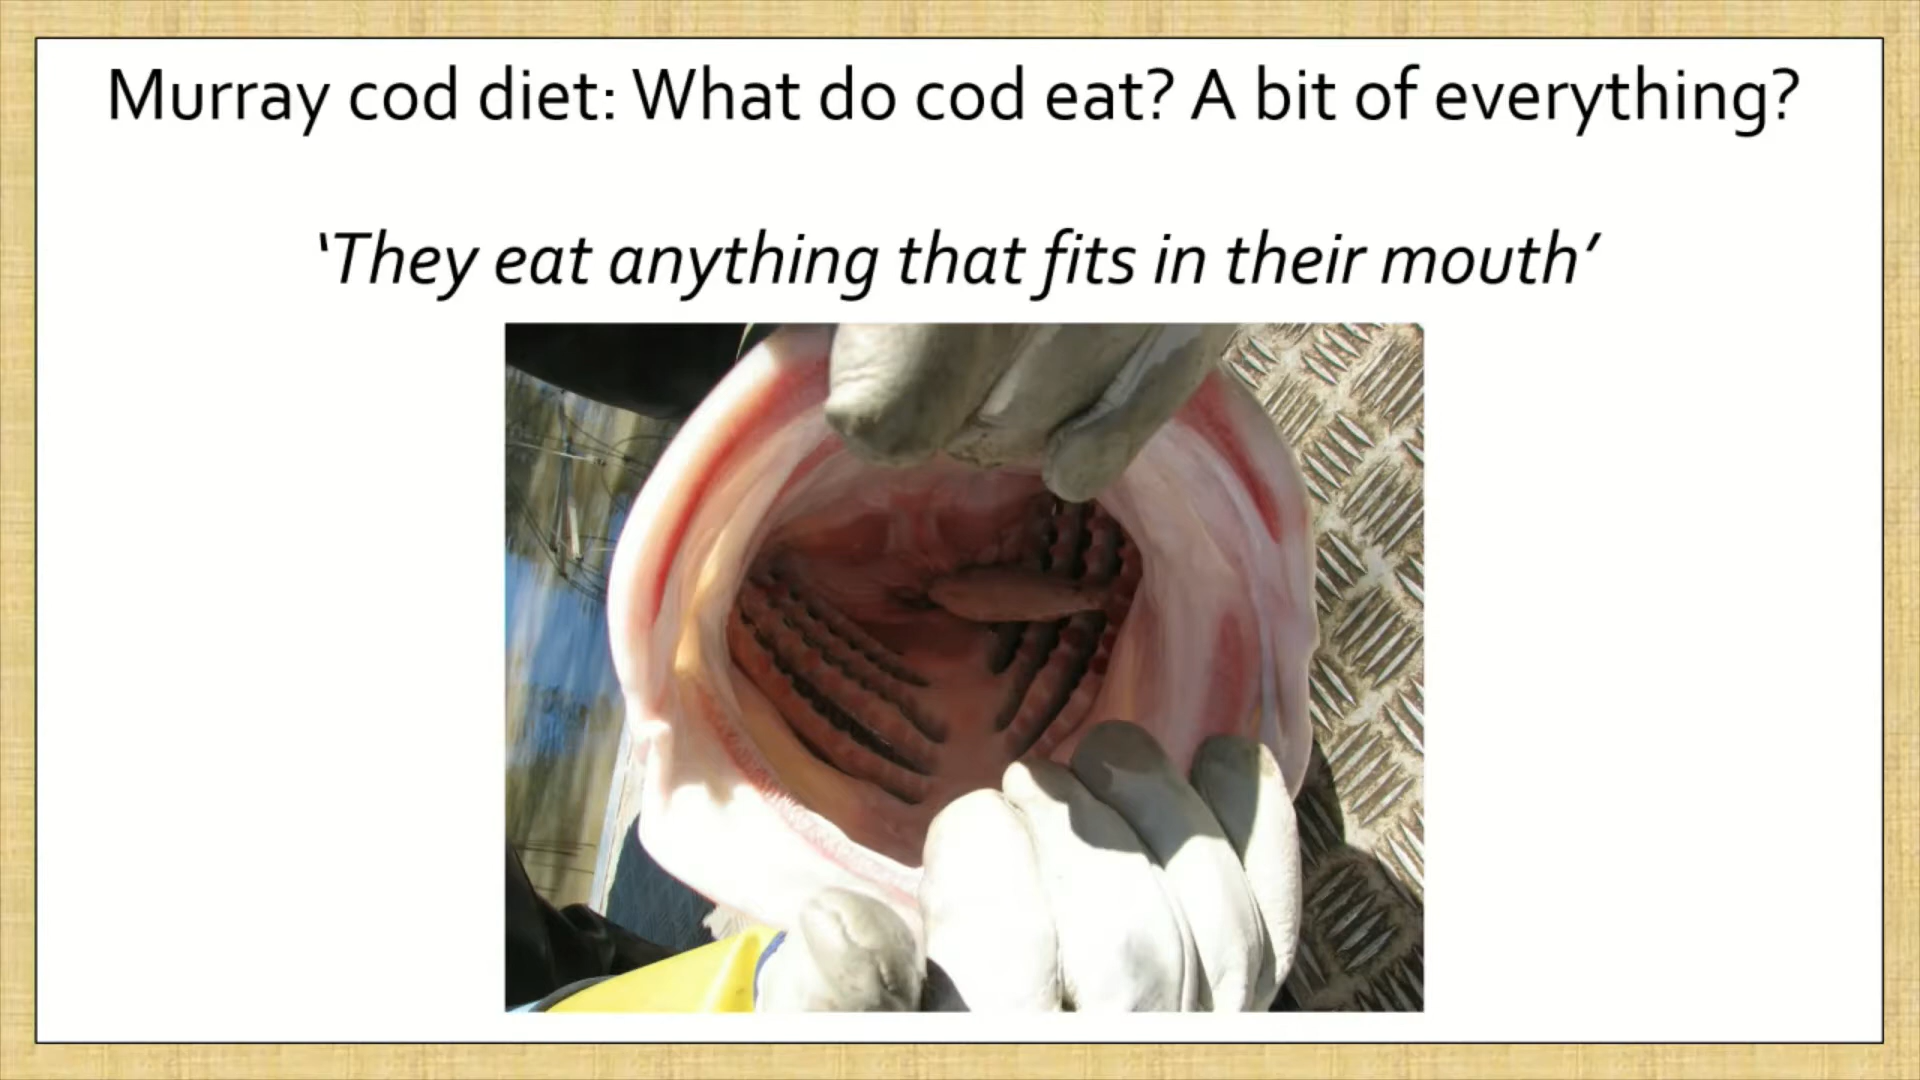 Murray cod diet: What do cod eat? A bit of everything?
‘They eat anything that fits in their mouth’